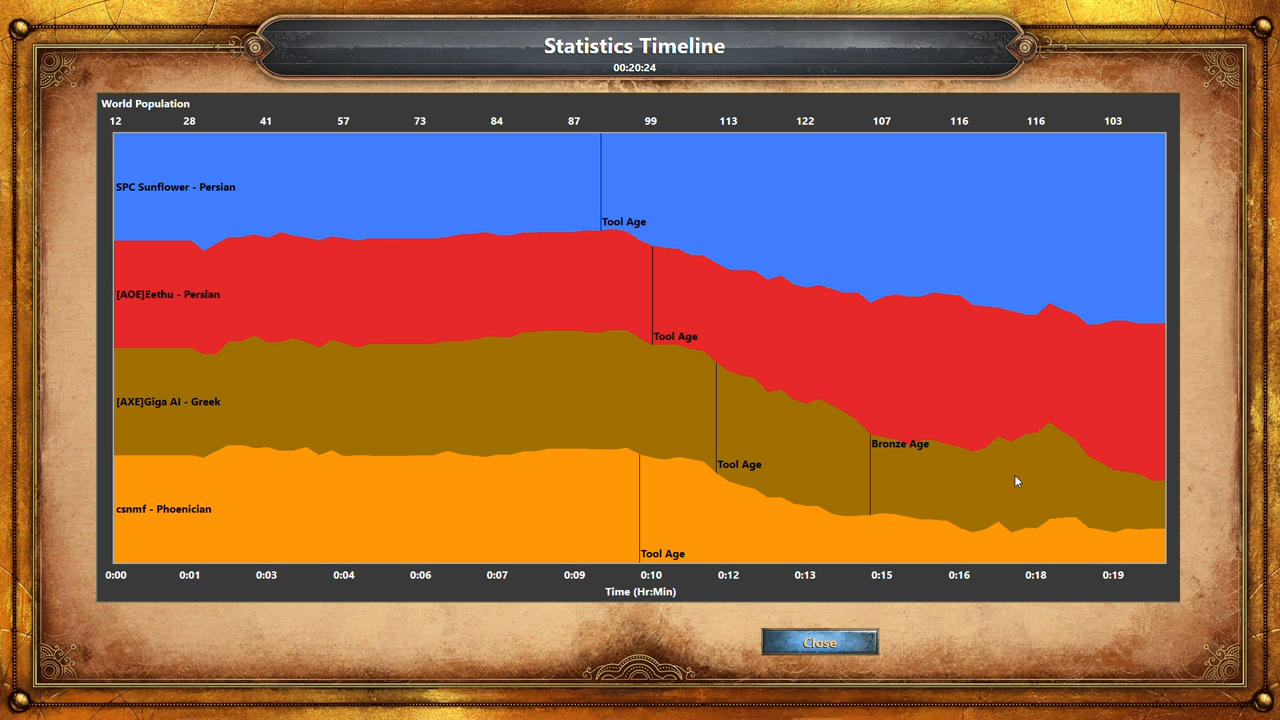 Statistics Timeline
00:20:24
World Population
12 28 41 57 73 84 87 99 113 122 107 116 116 103
SPC Sunflower - Persian
Tool Age
[AOE]Eethu - Persian
Tool Age
[AXE]Giga AI - Greek
Bronze Age
Tool Age
csnmf - Phoenician
Tool Age
0:00 0:01 0:03 0:04 0:06 0:07 0:09 0:10 0:12 0:13 0:15 0:16 0:18 0:19
Time (Hr:Min)
Close